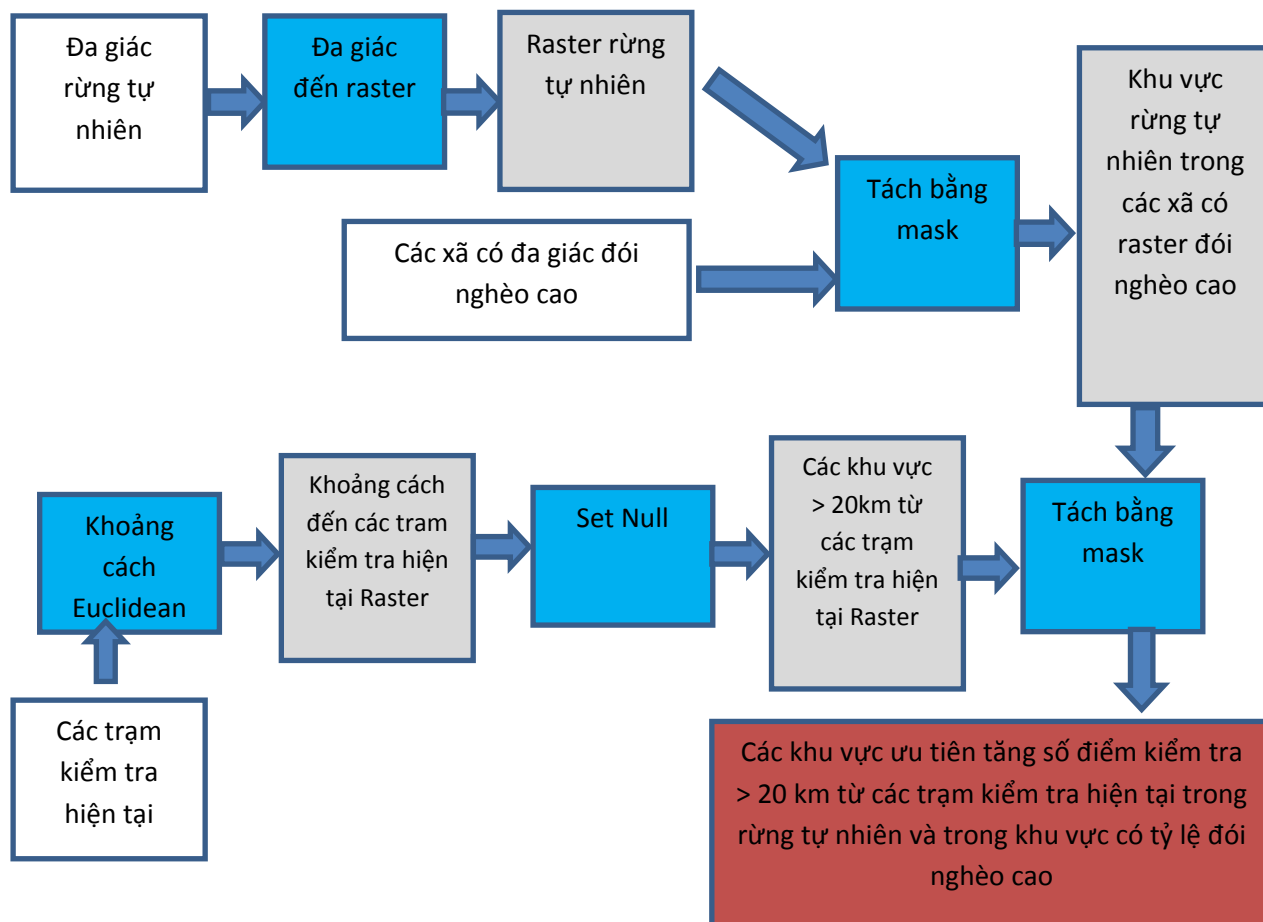 Đa giác
rừng tự
nhiên
Đa giác
đến raster
Raster rừng
tự nhiên
Tách bằng
mask
Khu vực
rừng tự
nhiên trong
các xã có
raster đói
nghèo cao
Các xã có đa giác đói
nghèo cao
Khoảng cách
Euclidean
Khoảng cách
đến các tram
kiểm tra hiện
tại Raster
Set Null
Các khu vực
> 20km từ
các trạm
kiểm tra hiện
tại Raster
Tách bằng
mask
Các trạm
kiểm tra
hiện tại
Các khu vực ưu tiên tăng số điểm kiểm tra
> 20 km từ các trạm kiểm tra hiện tại trong
rừng tự nhiên và trong khu vực có tỷ lệ đói
nghèo cao